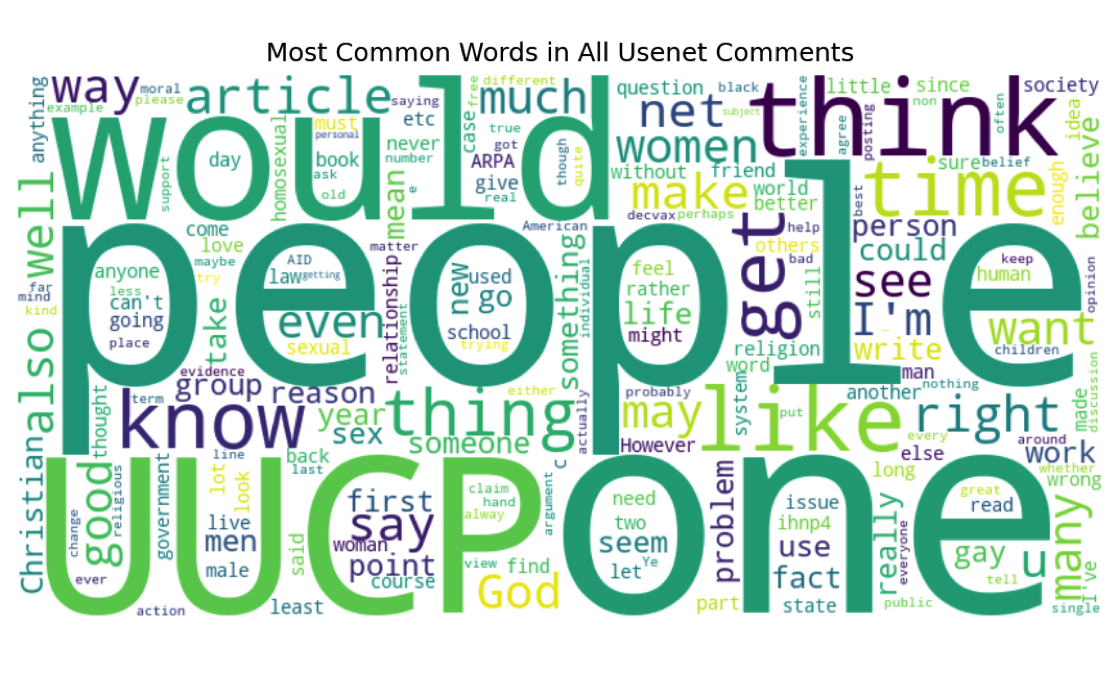 Most Common Words in All Usenet Comments
way moral please example article saying etc free different case much question black net subject little since non often society idea
anything would day homosexual must personal book ask old never number mean e true got ARPA give real though quite women without friend think experience agree posting sure belief time enough believe
support come love maybe try matter American decvax perhaps make world better help others bad best person could see human keep opinion
also well far mind kind people anyone less can't going place take AID getting law even sexual relationship statement new used go school trying something individual feel rather life might get still religion word I'm write want children man nothing discussion made
thought term evidence group reason know year sex thing someone either actually probably may However system put like another right every else around work whether wrong
Christian good religious government line lot look back last first say woman point course claim hand alway view find c argument need two seem let Ye problem issue ihnp4 use fact state long really everyone great read gay u tell many I've single
change ever live men male said action least God uucp one part public